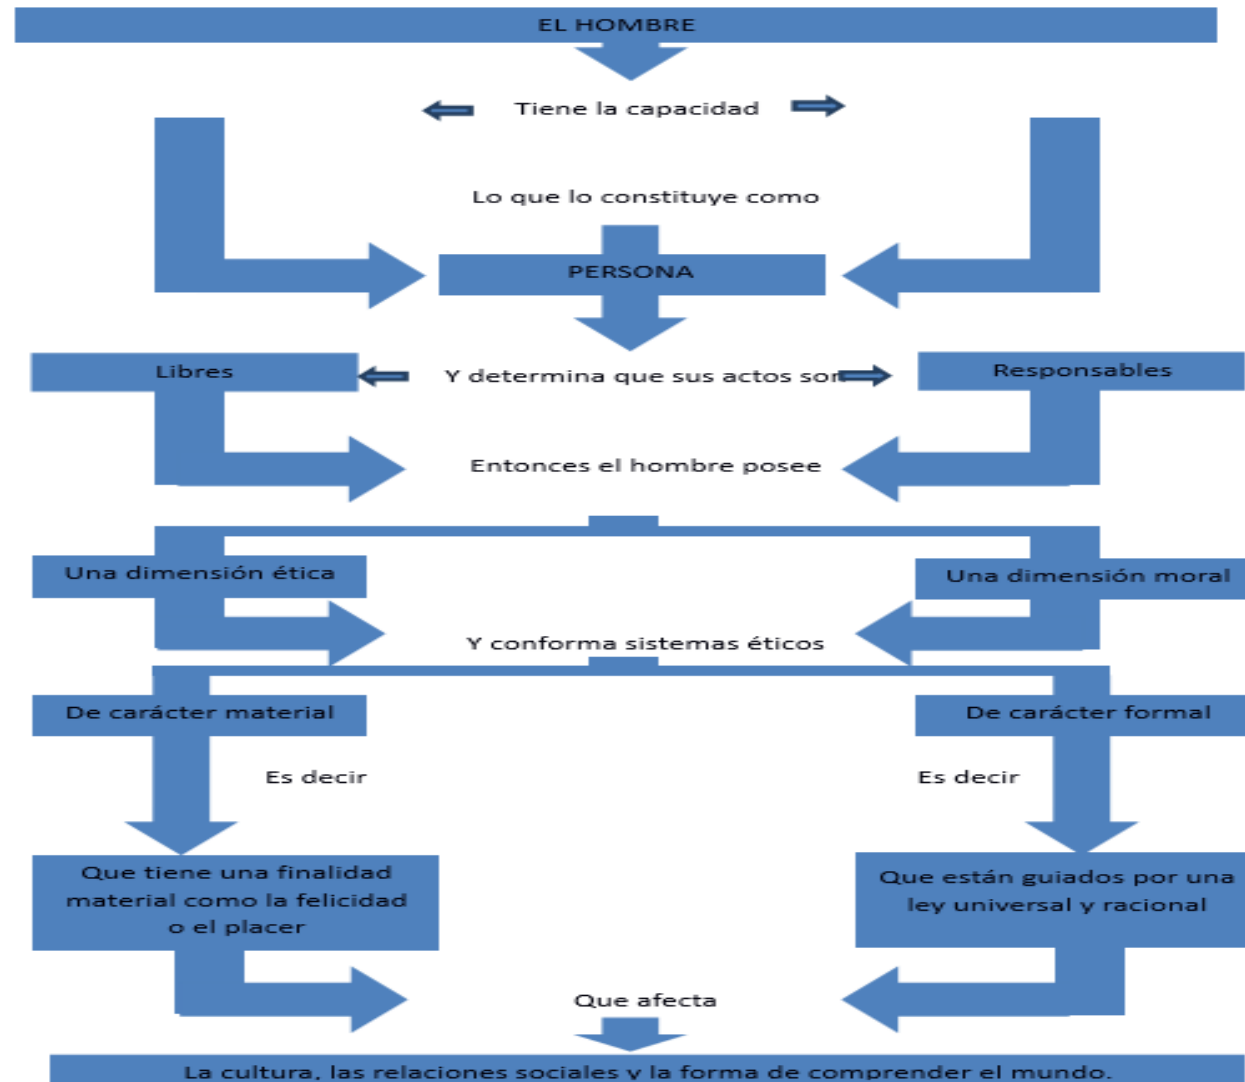 EL HOMBRE
Tiene la capacidad
Lo que lo constituye como
PERSONA
Libres
Y determina que sus actos son
Responsables
Entonces el hombre posee
Una dimensión ética
Una dimensión moral
Y conforma sistemas éticos
De carácter material
De carácter formal
Es decir
Es decir
Que tiene una finalidad
material como la felicidad
o el placer
Que están guiados por una
ley universal y racional
Que afecta
La cultura, las relaciones sociales y la forma de comprender el mundo.